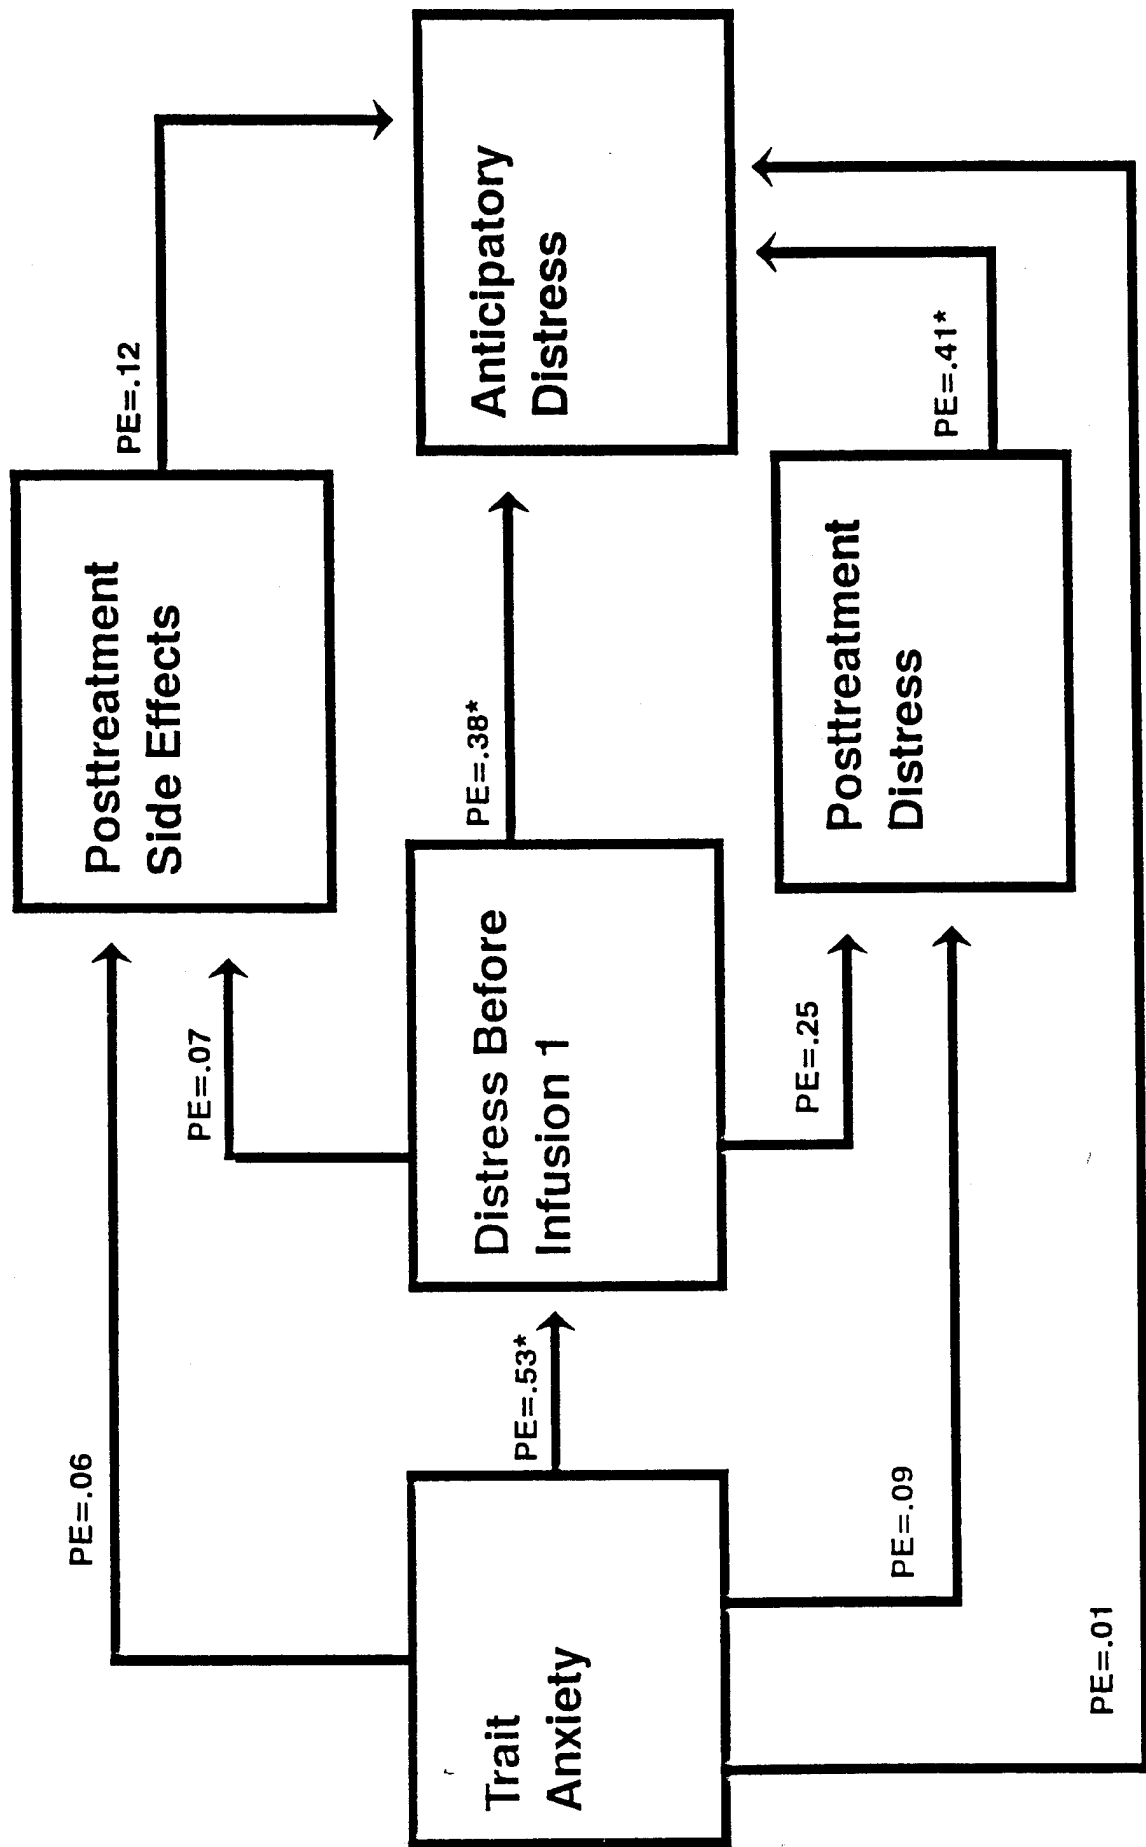 Trait
Anxiety
PE=.06
PE=.53*
PE=.09
PE=.01
Distress Before
Infusion 1
PE=.07
PE=.38*
PE=.25
Posttreatment
Side Effects
PE=.12
Posttreatment
Distress
PE=.41*
Anticipatory
Distress